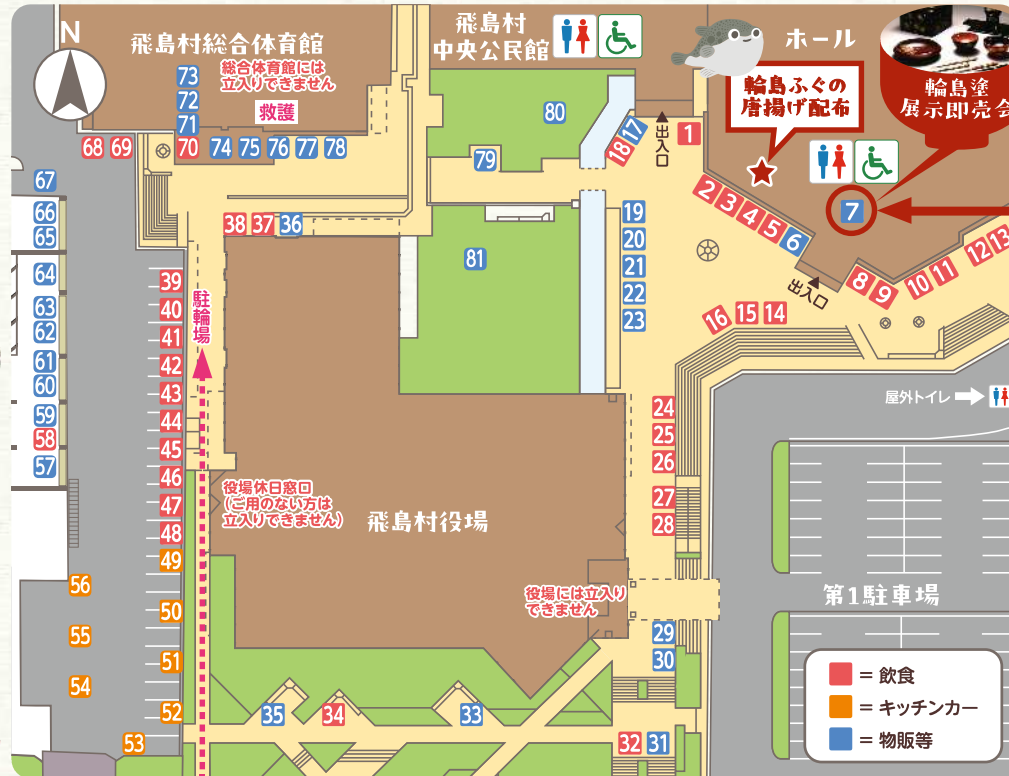 N
飛島村総合体育館
総合体育館には
立入りできません
救護
飛島村
中央公民館
ホール
輪島ふぐの
唐揚げ配布
輪島塗
展示即売会
出入口
出入口
73
72
71
70
74 75 76 77 78
68 69
67
66
65
64
63
62
61
60
59
58
57
80
79
81
17
18
1
2 3 4 5 6
7
8 9 10 11 12 13
16 15 14
19
20
21
22
23
38 37 36
39
40
41
42
43
44
45
46
47
48
49
50
51
52
53
56
55
54
駐輪場
役場休日窓口
(ご用のない方は
立入りできません)
飛島村役場
役場には立入り
できません
24
25
26
27
28
29
30
35 34 33
32 31
屋外トイレ
第1駐車場
= 飲食
= キッチンカー
= 物販等